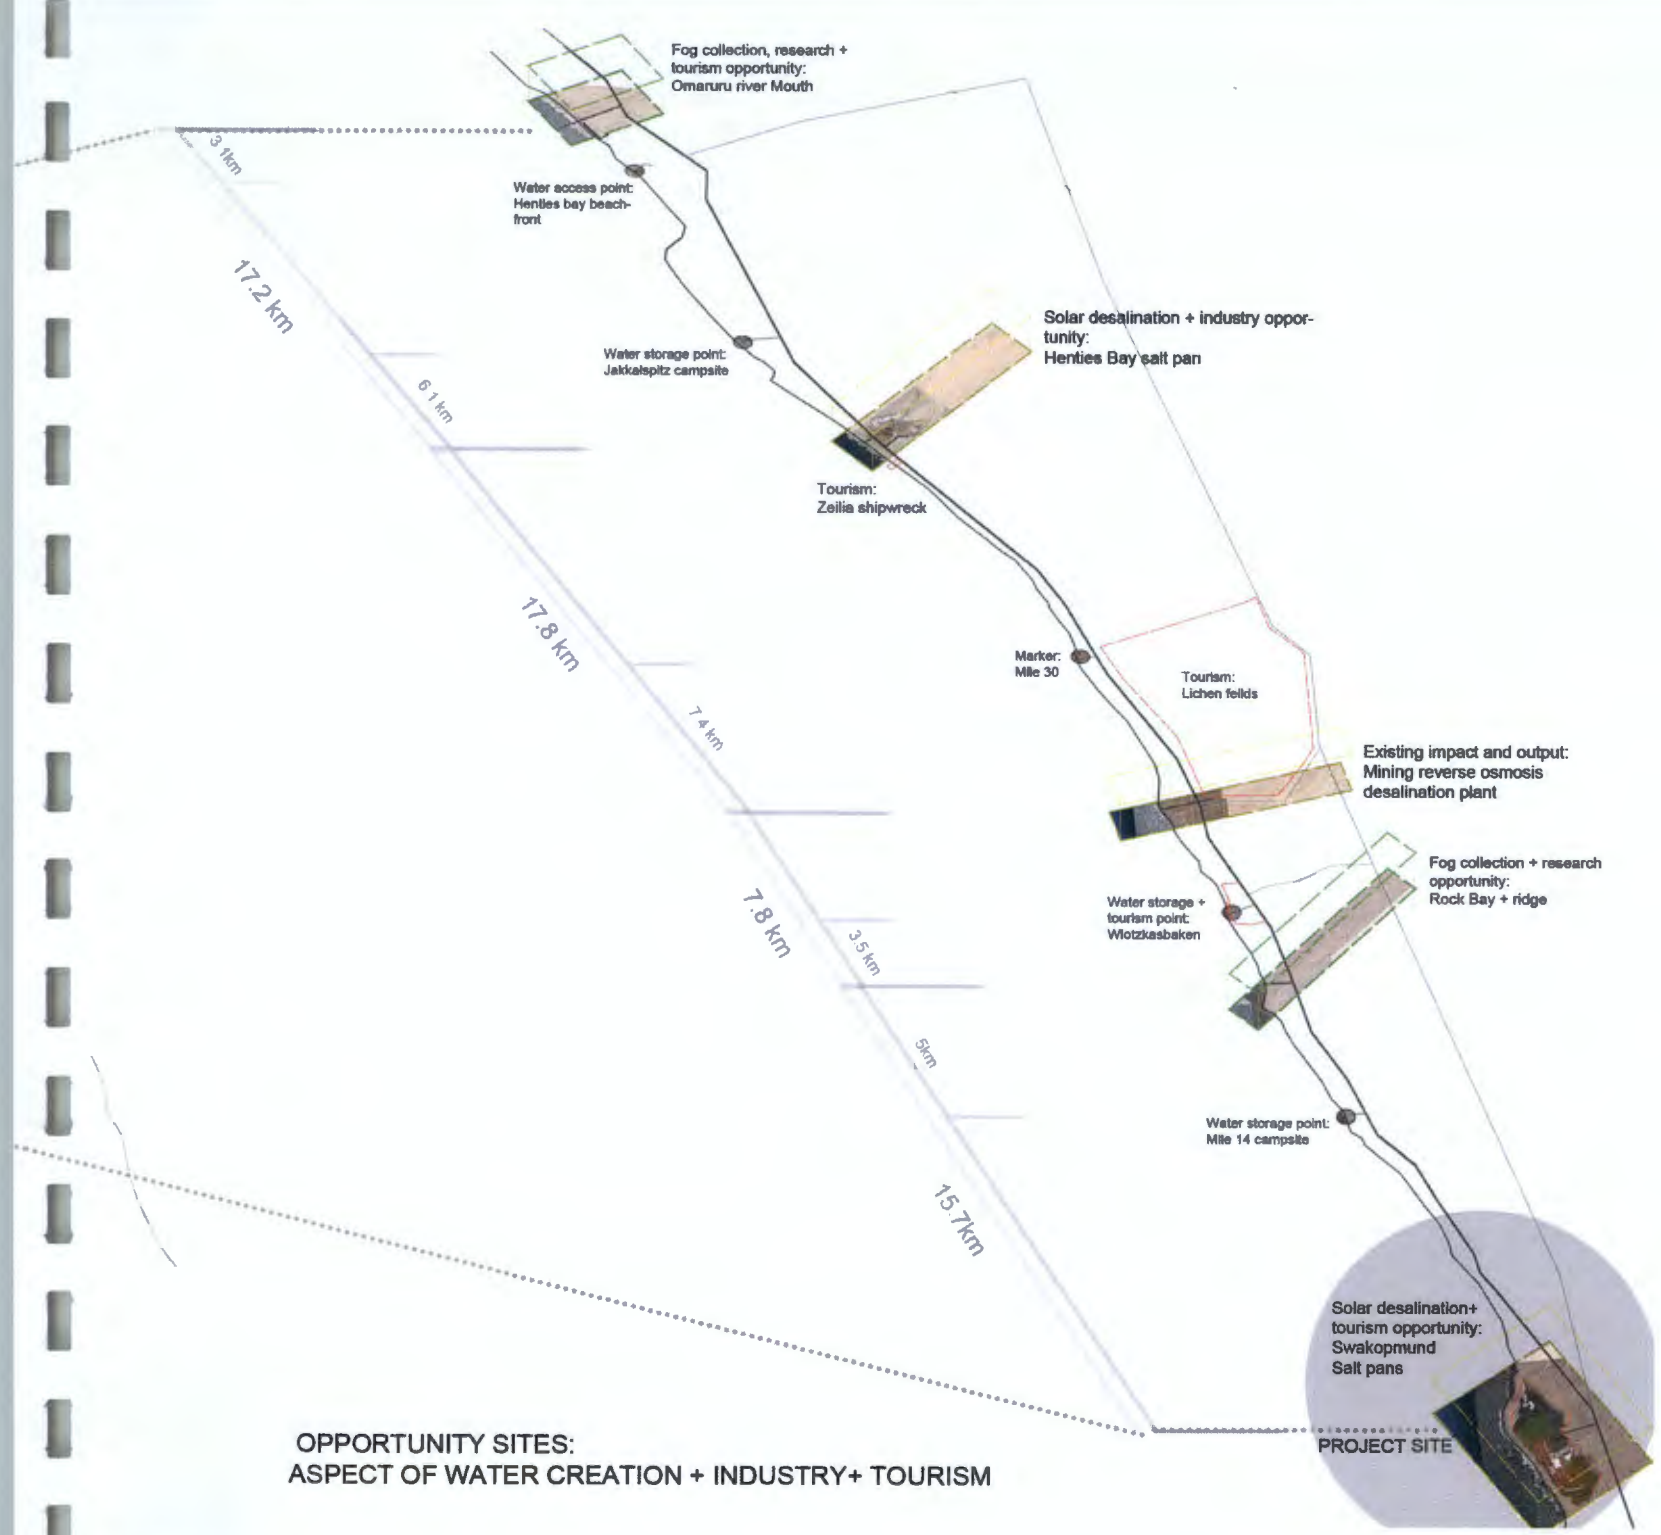 Fog collection, research +
tourism opportunity:
Omaruru river Mouth
3 1km
Water access point:
Henties bay beach-
front
17.2 km
Solar desalination + industry oppor-
tunity:
Henties Bay salt pan
Water storage point:
Jakkalspitz campsite
6 1 km
Tourism:
Zeilia shipwreck
17.8 km
Marker:
Mile 30
Tourism:
Lichen feilds
7 4 km
Existing impact and output:
Mining reverse osmosis
desalination plant
Fog collection + research
opportunity:
Rock Bay + ridge
7.8 km
Water storage +
tourism point:
Wlotzkasbaken
3.5 km
5km
Water storage point:
Mile 14 campsite
15.7km
Solar desalination+
tourism opportunity:
Swakopmund
Salt pans
PROJECT SITE
OPPORTUNITY SITES:
ASPECT OF WATER CREATION + INDUSTRY+ TOURISM